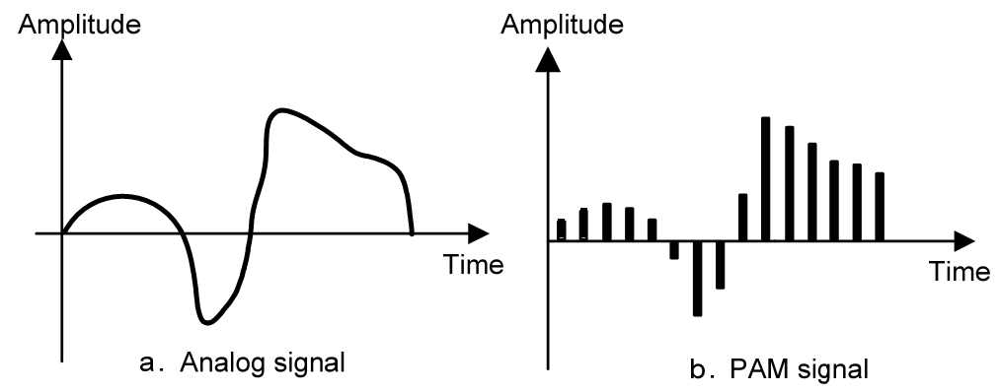 Amplitude
Time
a. Analog signal
Amplitude
Time
b. PAM signal